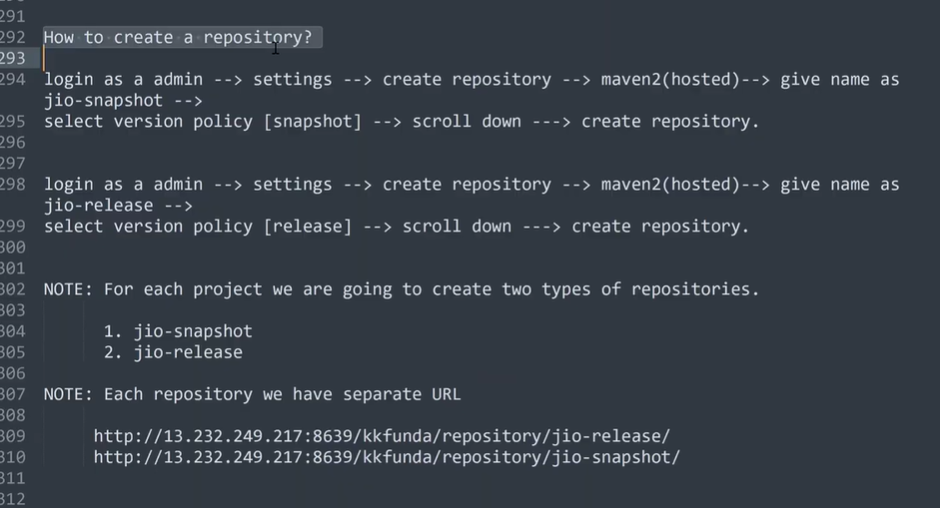 291
292 How to create a repository?
293
294 login as a admin --> settings --> create repository --> maven2(hosted)--> give name as
jio-snapshot -->
295 select version policy [snapshot] --> scroll down ---> create repository.
296
297
298 login as a admin --> settings --> create repository --> maven2(hosted)--> give name as
jio-release -->
299 select version policy [release] --> scroll down ---> create repository.
300
301
302 NOTE: For each project we are going to create two types of repositories.
303
304 1. jio-snapshot
305 2. jio-release
306
307 NOTE: Each repository we have separate URL
308
309 http://13.232.249.217:8639/kkfunda/repository/jio-release/
310 http://13.232.249.217:8639/kkfunda/repository/jio-snapshot/
311
312